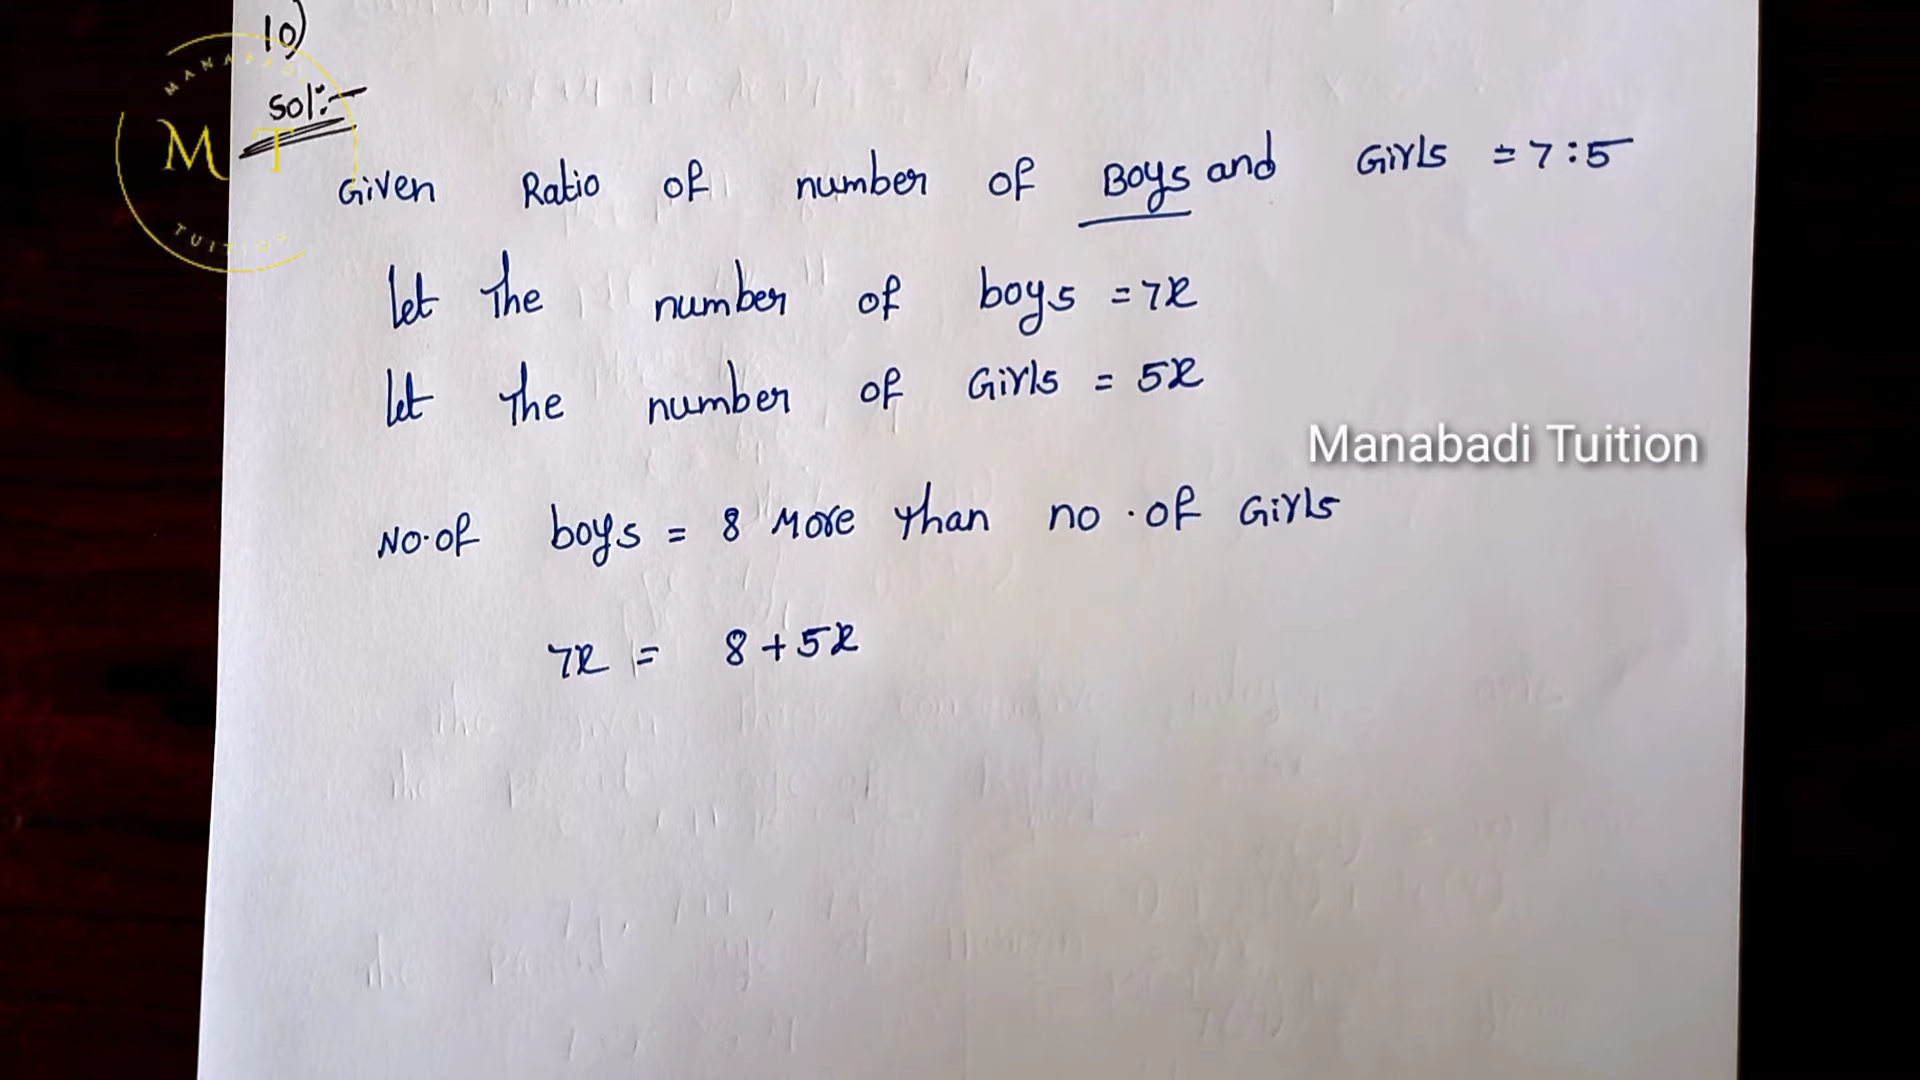 10)
MANABADI
Sol:-
M T
TUITION
Given Ratio of number of Boys and Girls = 7:5
let the number of boys = 7x
let the number of Girls = 5x
Manabadi Tuition
No.of boys = 8 More than no.of Girls
7x = 8+5x